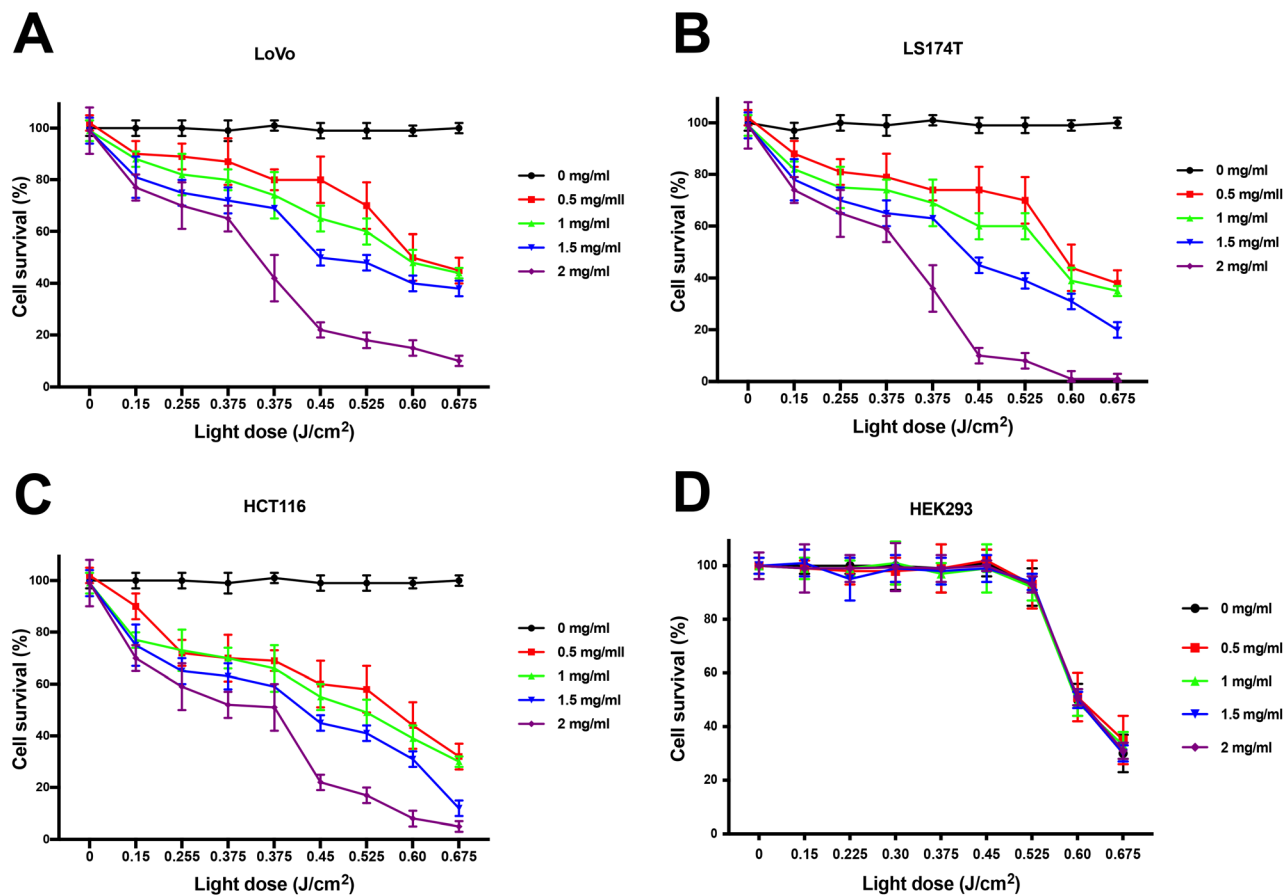 A
LoVo
Cell survival (%)
100
80
60
40
20
0
0 0.15 0.255 0.375 0.375 0.45 0.525 0.60 0.675
Light dose (J/cm²)
0 mg/ml
0.5 mg/mll
1 mg/ml
1.5 mg/ml
2 mg/ml
B
LS174T
Cell survival (%)
100
80
60
40
20
0
0 0.15 0.255 0.375 0.375 0.45 0.525 0.60 0.675
Light dose (J/cm²)
0 mg/ml
0.5 mg/mll
1 mg/ml
1.5 mg/ml
2 mg/ml
C
HCT116
Cell survival (%)
100
80
60
40
20
0
0 0.15 0.255 0.375 0.375 0.45 0.525 0.60 0.675
Light dose (J/cm²)
0 mg/ml
0.5 mg/mll
1 mg/ml
1.5 mg/ml
2 mg/ml
D
HEK293
Cell survival (%)
100
80
60
40
20
0
0 0.15 0.225 0.30 0.375 0.45 0.525 0.60 0.675
Light dose (J/cm²)
0 mg/ml
0.5 mg/mll
1 mg/ml
1.5 mg/ml
2 mg/ml